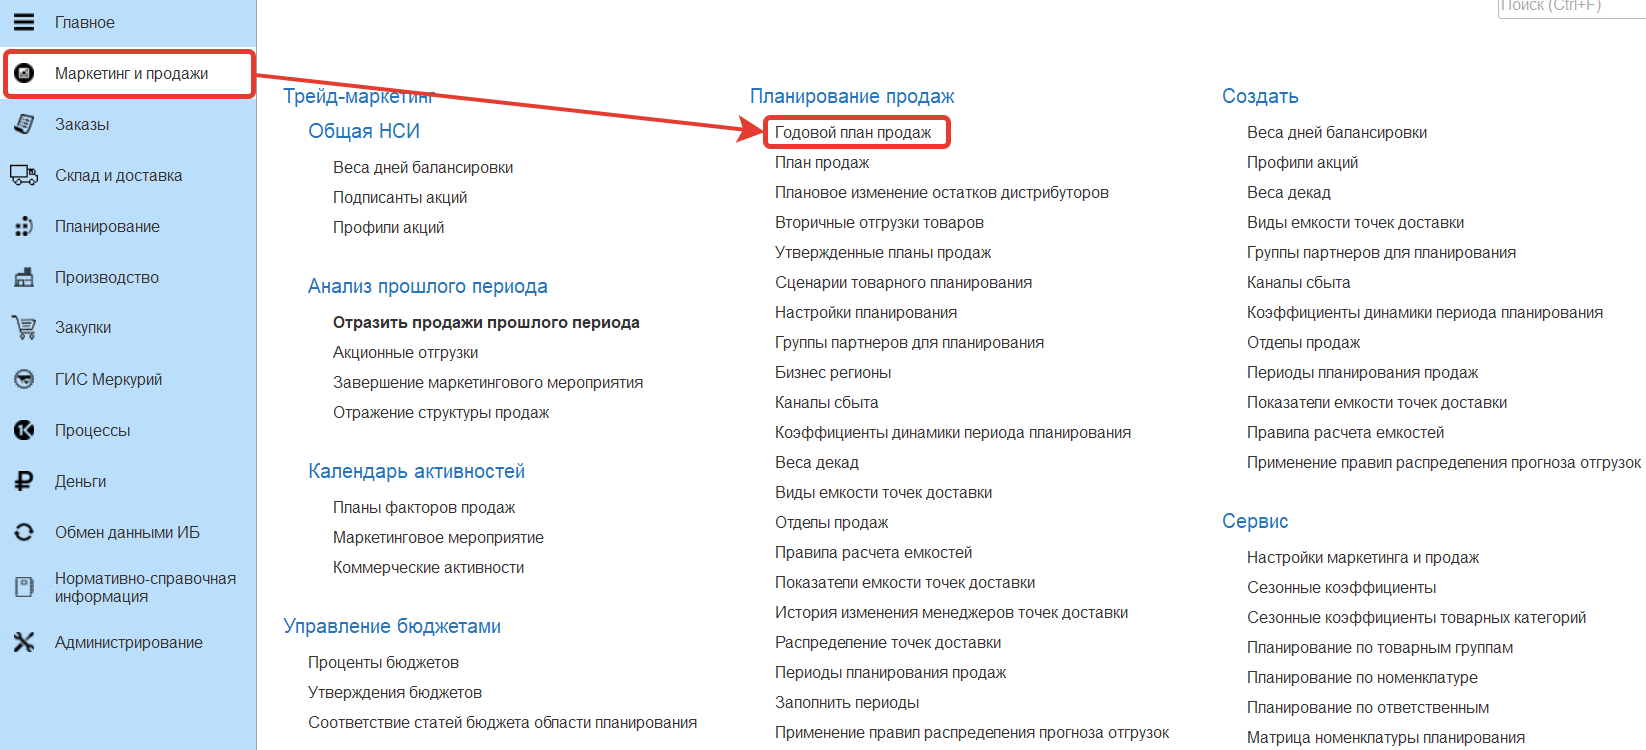 Главное
Маркетинг и продажи
Заказы
Склад и доставка
Планирование
Производство
Закупки
ГИС Меркурий
Процессы
Деньги
Обмен данными ИБ
Нормативно-справочная
информация
Администрирование
Поиск (Ctrl+F)
Трейд-маркетинг
Общая НСИ
Веса дней балансировки
Подписанты акций
Профили акций
Анализ прошлого периода
Отразить продажи прошлого периода
Акционные отгрузки
Завершение маркетингового мероприятия
Отражение структуры продаж
Календарь активностей
Планы факторов продаж
Маркетинговое мероприятие
Коммерческие активности
Управление бюджетами
Проценты бюджетов
Утверждения бюджетов
Соответствие статей бюджета области планирования
Планирование продаж
Годовой план продаж
План продаж
Плановое изменение остатков дистрибуторов
Вторичные отгрузки товаров
Утвержденные планы продаж
Сценарии товарного планирования
Настройки планирования
Группы партнеров для планирования
Бизнес регионы
Каналы сбыта
Коэффициенты динамики периода планирования
Веса декад
Виды емкости точек доставки
Отделы продаж
Правила расчета емкостей
Показатели емкости точек доставки
История изменения менеджеров точек доставки
Распределение точек доставки
Периоды планирования продаж
Заполнить периоды
Применение правил распределения прогноза отгрузок
Создать
Веса дней балансировки
Профили акций
Веса декад
Виды емкости точек доставки
Группы партнеров для планирования
Каналы сбыта
Коэффициенты динамики периода планирования
Отделы продаж
Периоды планирования продаж
Показатели емкости точек доставки
Правила расчета емкостей
Применение правил распределения прогноза отгрузок
Сервис
Настройки маркетинга и продаж
Сезонные коэффициенты
Сезонные коэффициенты товарных категорий
Планирование по товарным группам
Планирование по номенклатуре
Планирование по ответственным
Матрица номенклатуры планирования